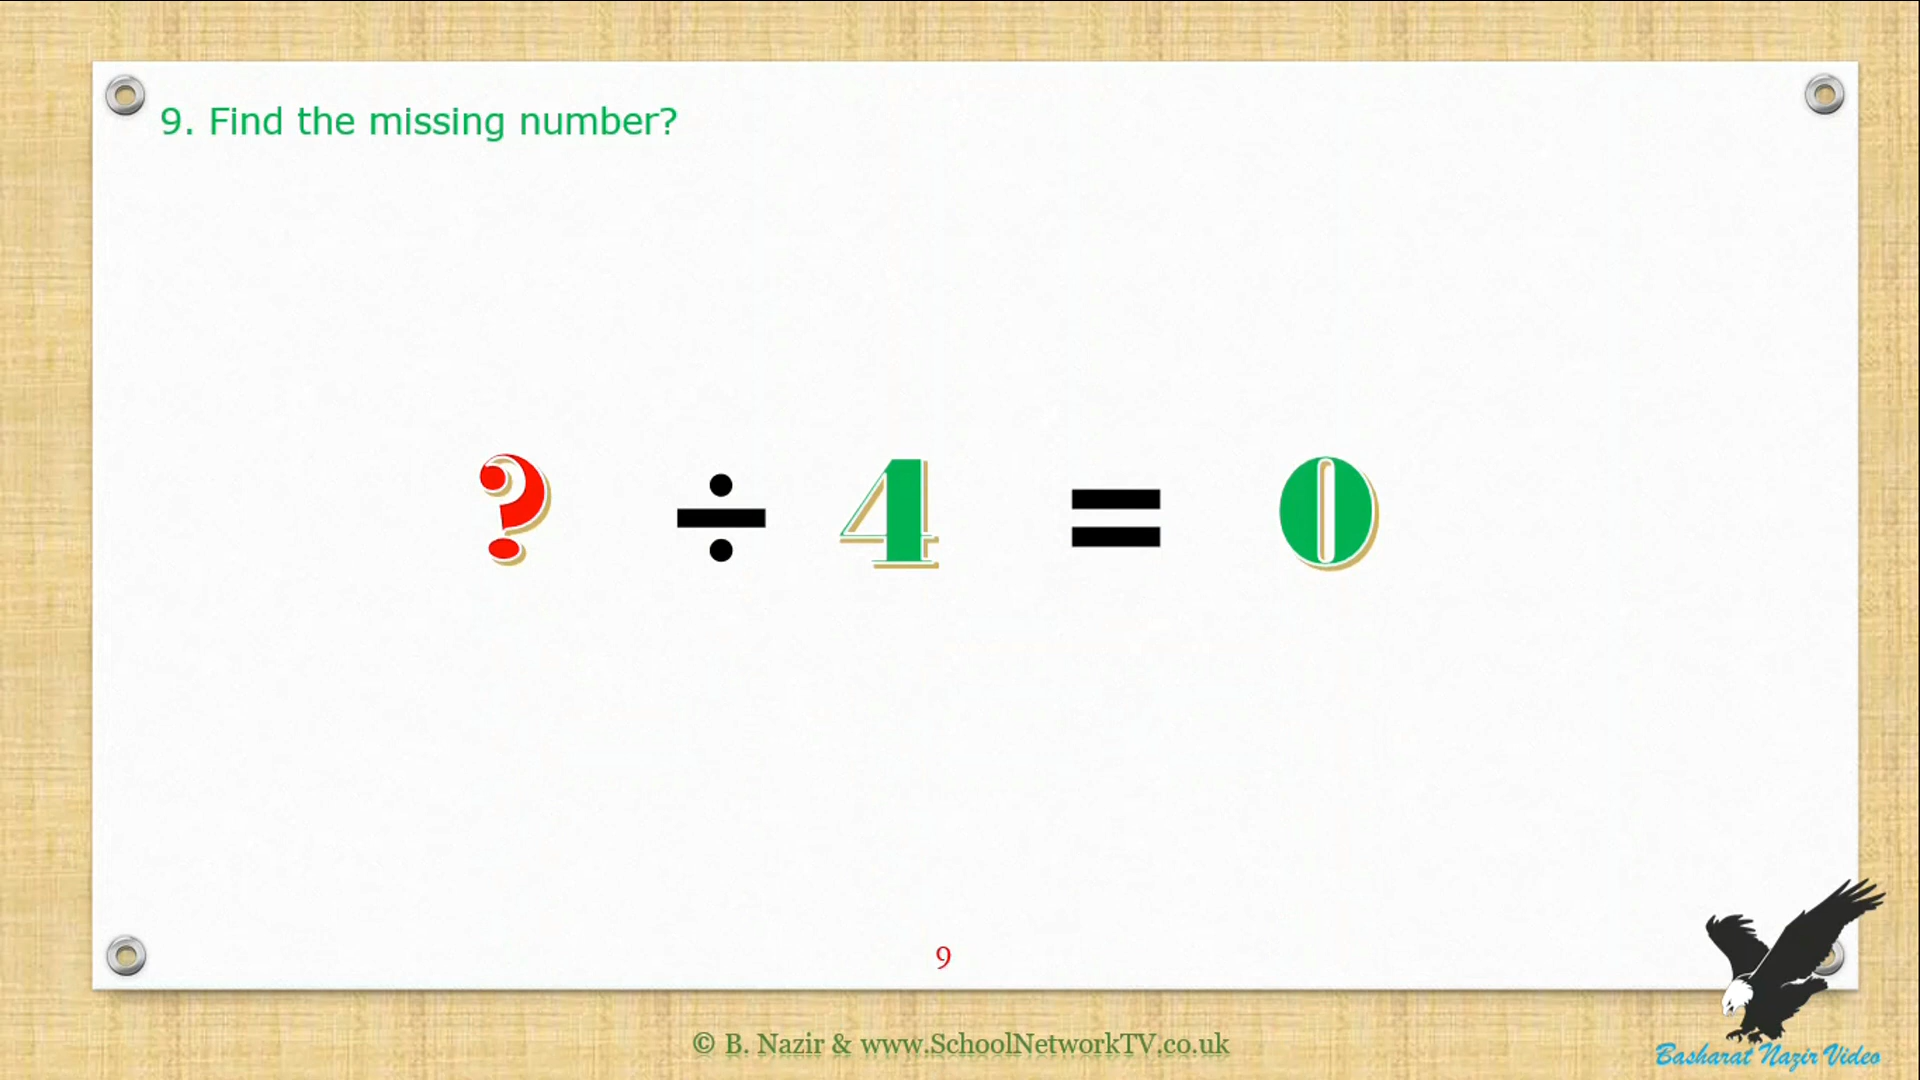 9. Find the missing number?
? ÷ 4 = 0
9
© B. Nazir & www.SchoolNetworkTV.co.uk
Basharat Nazir Video